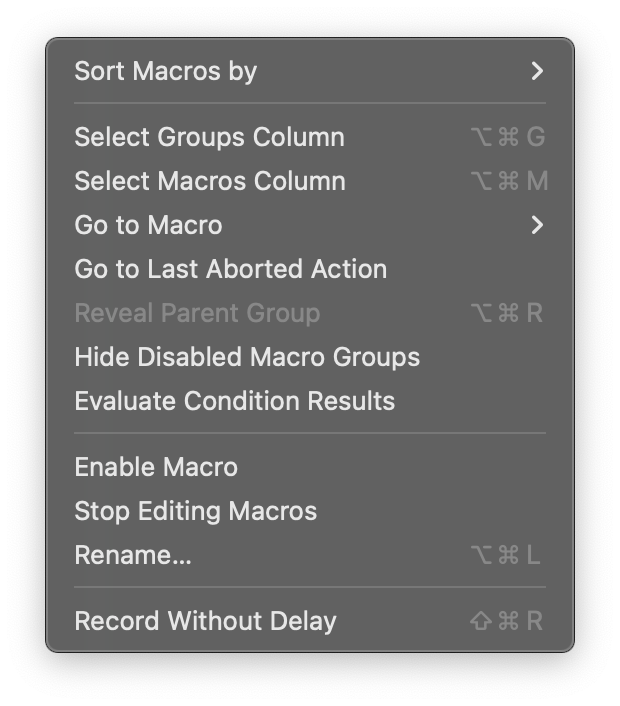 Sort Macros by
Select Groups Column ⌥⌘G
Select Macros Column ⌥⌘M
Go to Macro
Go to Last Aborted Action
Reveal Parent Group ⌥⌘R
Hide Disabled Macro Groups
Evaluate Condition Results
Enable Macro
Stop Editing Macros
Rename... ⌥⌘L
Record Without Delay ⇧⌘R